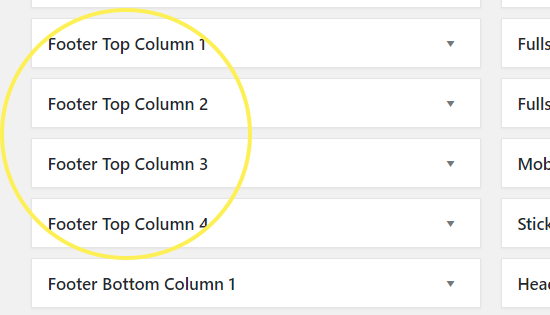 Footer Top Column 1
Footer Top Column 2
Footer Top Column 3
Footer Top Column 4
Footer Bottom Column 1
Fulls
Fulls
Mob
Stick
Head